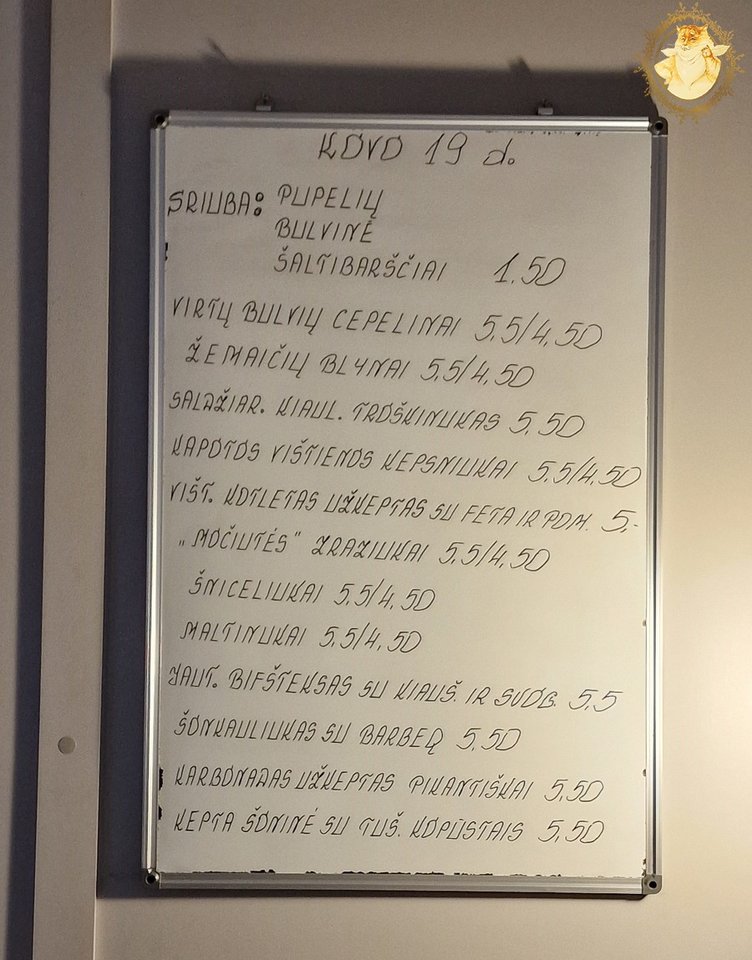 KOVO 19 d.
SRIUBA: PUPELIŲ
BULVINĖ
ŠALTIBARŠČIAI 1,50
VIRTŲ BULVIŲ CEPELINAI 5,5/4,50
ŽEMAIČIŲ BLYNAI 5,5/4,50
SALDŽIAR. KIAUL. TROŠKINUKAS 5,50
KAPOTOS VIŠTIENOS KEPSNIUKAI 5,5/4,50
VIŠT. KOTLETAS UŽKEPTAS SU FETA IR POM. 5,-
„MOČIUTĖS“ ZRAZIUKAI 5,5/4,50
ŠNICELIUKAI 5,5/4,50
MALTINUKAI 5,5/4,50
JAUT. BIFŠTEKSAS SU KIAUŠ. IR SVOG. 5,5
ŠONKAULIUKAS SU BARBEQ 5,50
KARBONADAS UŽKEPTAS PIKANTIŠKAI 5,50
KEPTA ŠONINĖ SU TUŠ. KOPŪSTAIS 5,50